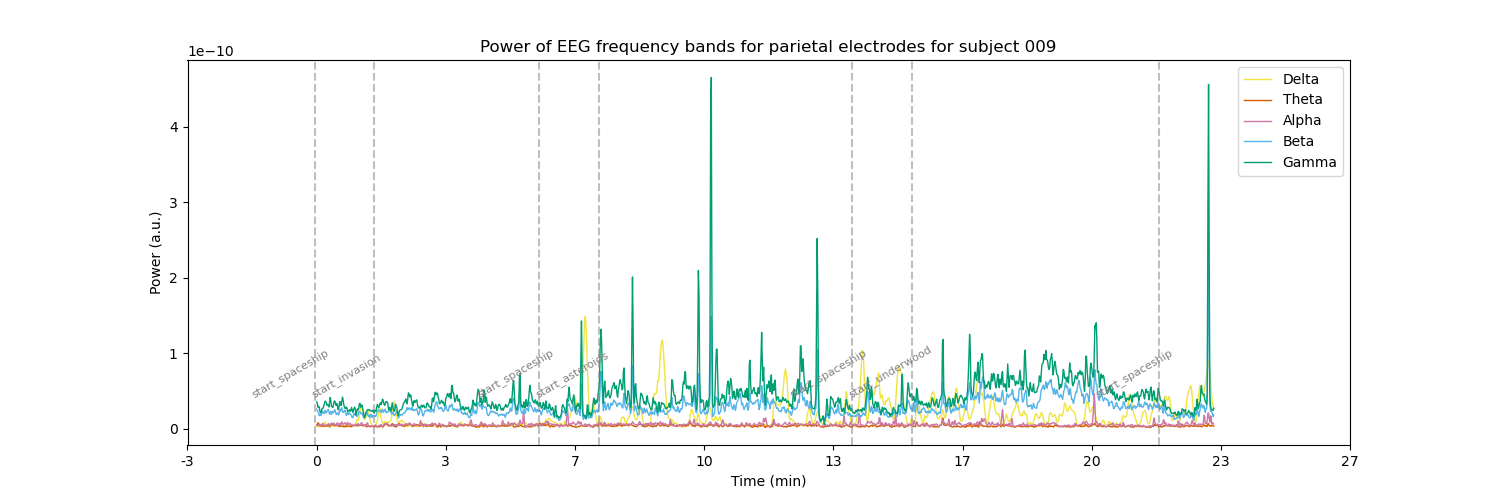 Power of EEG frequency bands for parietal electrodes for subject 009
1e−10
Power (a.u.)
4
3
2
1
0
Delta
Theta
Alpha
Beta
Gamma
start_spaceship
start_invasion
start_spaceship
start_asteroids
start_spaceship
start_underwood
start_spaceship
-3 0 3 7 10 13 17 20 23 27
Time (min)